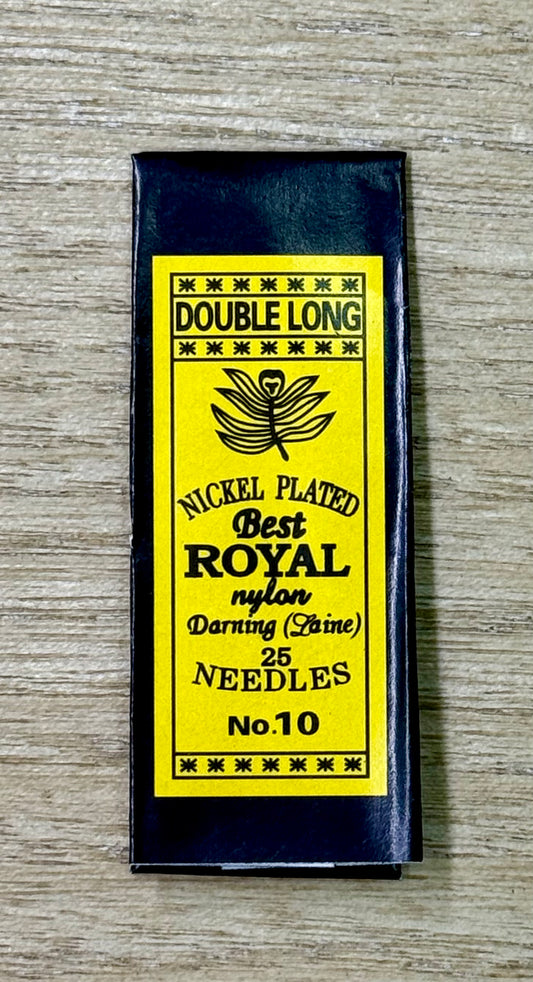 DOUBLE LONG
NICKEL PLATED
Best
ROYAL
nylon
Darning (Laine)
25
NEEDLES
No.10